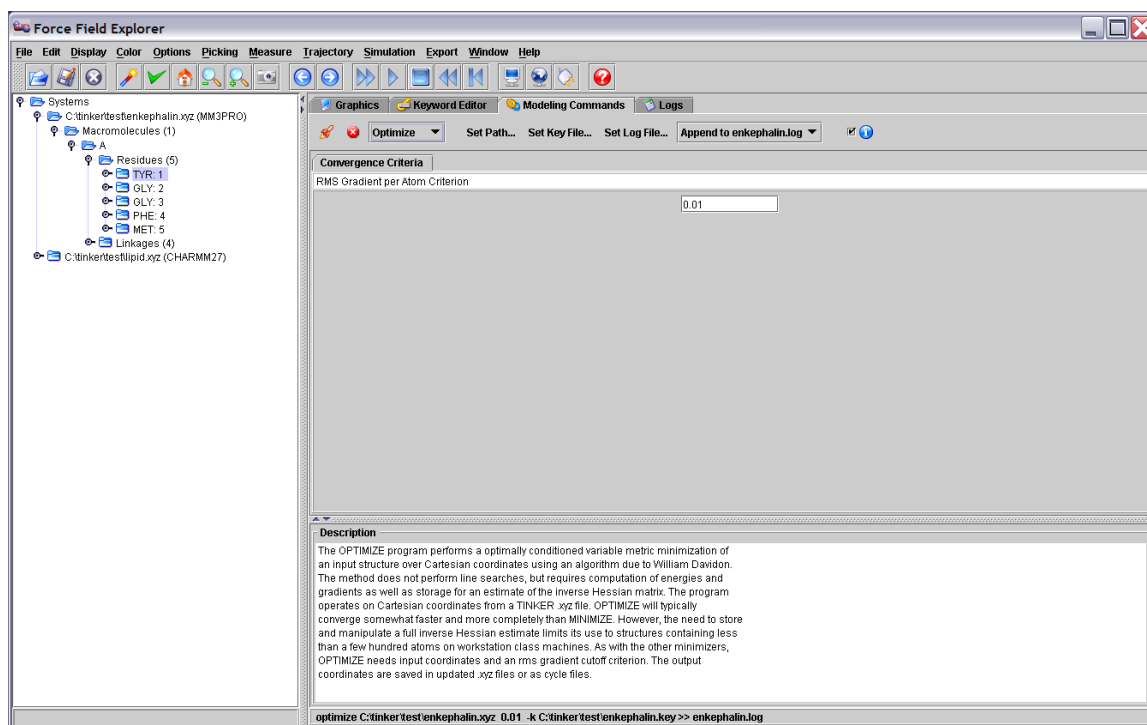 Force Field Explorer
File Edit Display Color Options Picking Measure Trajectory Simulation Export Window Help
Systems
C:\tinker\test\enkephalin.xyz (MM3PRO)
Macromolecules (1)
A
Residues (5)
TYR: 1
GLY: 2
GLY: 3
PHE: 4
MET: 5
Linkages (4)
C:\tinker\test\lipid.xyz (CHARMM27)
Graphics Keyword Editor Modeling Commands Logs
Optimize Set Path... Set Key File... Set Log File... Append to enkephalin.log
Convergence Criteria
RMS Gradient per Atom Criterion
0.01
Description
The OPTIMIZE program performs a optimally conditioned variable metric minimization of
an input structure over Cartesian coordinates using an algorithm due to William Davidon.
The method does not perform line searches, but requires computation of energies and
gradients as well as storage for an estimate of the inverse Hessian matrix. The program
operates on Cartesian coordinates from a TINKER .xyz file. OPTIMIZE will typically
converge somewhat faster and more completely than MINIMIZE. However, the need to store
and manipulate a full inverse Hessian estimate limits its use to structures containing less
than a few hundred atoms on workstation class machines. As with the other minimizers,
OPTIMIZE needs input coordinates and an rms gradient cutoff criterion. The output
coordinates are saved in updated .xyz files or as cycle files.
optimize C:\tinker\test\enkephalin.xyz 0.01 -k C:\tinker\test\enkephalin.key >> enkephalin.log